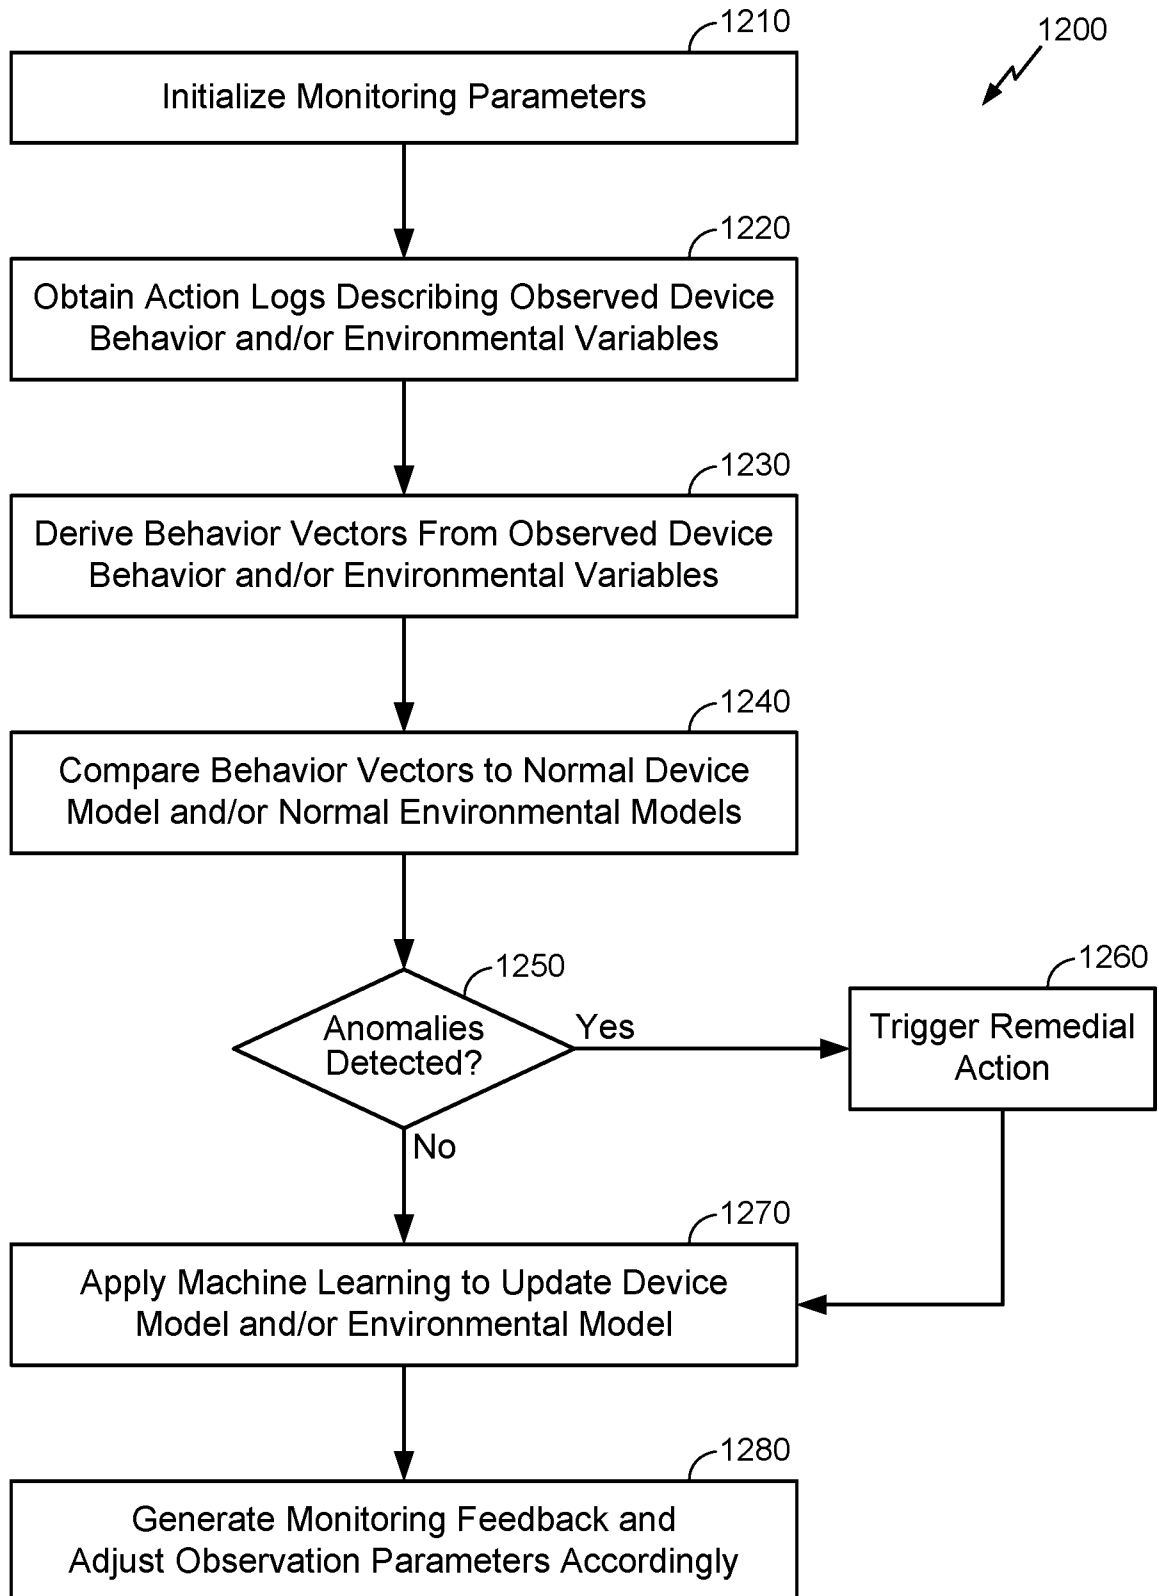 1210
1200
Initialize Monitoring Parameters
1220
Obtain Action Logs Describing Observed Device
Behavior and/or Environmental Variables
1230
Derive Behavior Vectors From Observed Device
Behavior and/or Environmental Variables
1240
Compare Behavior Vectors to Normal Device
Model and/or Normal Environmental Models
1250
Anomalies
Detected?
Yes
1260
Trigger Remedial
Action
No
1270
Apply Machine Learning to Update Device
Model and/or Environmental Model
1280
Generate Monitoring Feedback and
Adjust Observation Parameters Accordingly